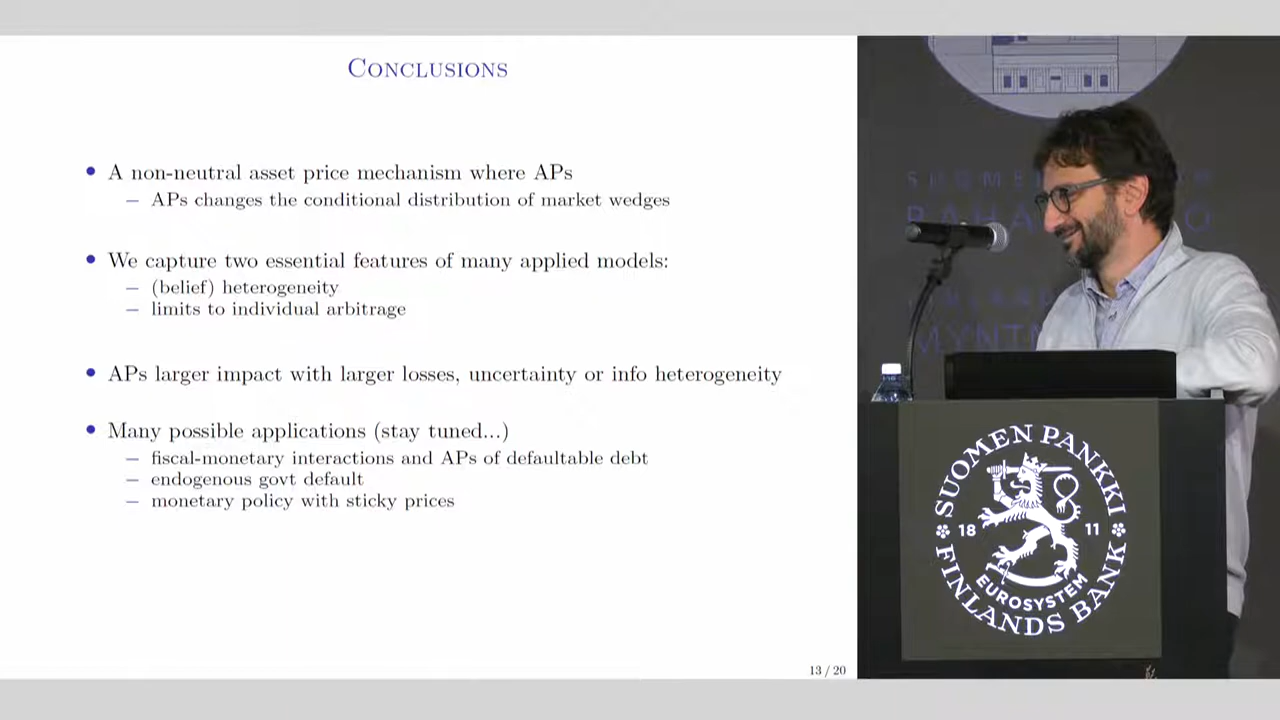 CONCLUSIONS
• A non-neutral asset price mechanism where APs
– APs changes the conditional distribution of market wedges
• We capture two essential features of many applied models:
– (belief) heterogeneity
– limits to individual arbitrage
• APs larger impact with larger losses, uncertainty or info heterogeneity
• Many possible applications (stay tuned...)
– fiscal-monetary interactions and APs of defaultable debt
– endogenous govt default
– monetary policy with sticky prices
13 / 20
SUOMEN PANKKI
18 11
EUROSYSTEM
FINLANDS BANK